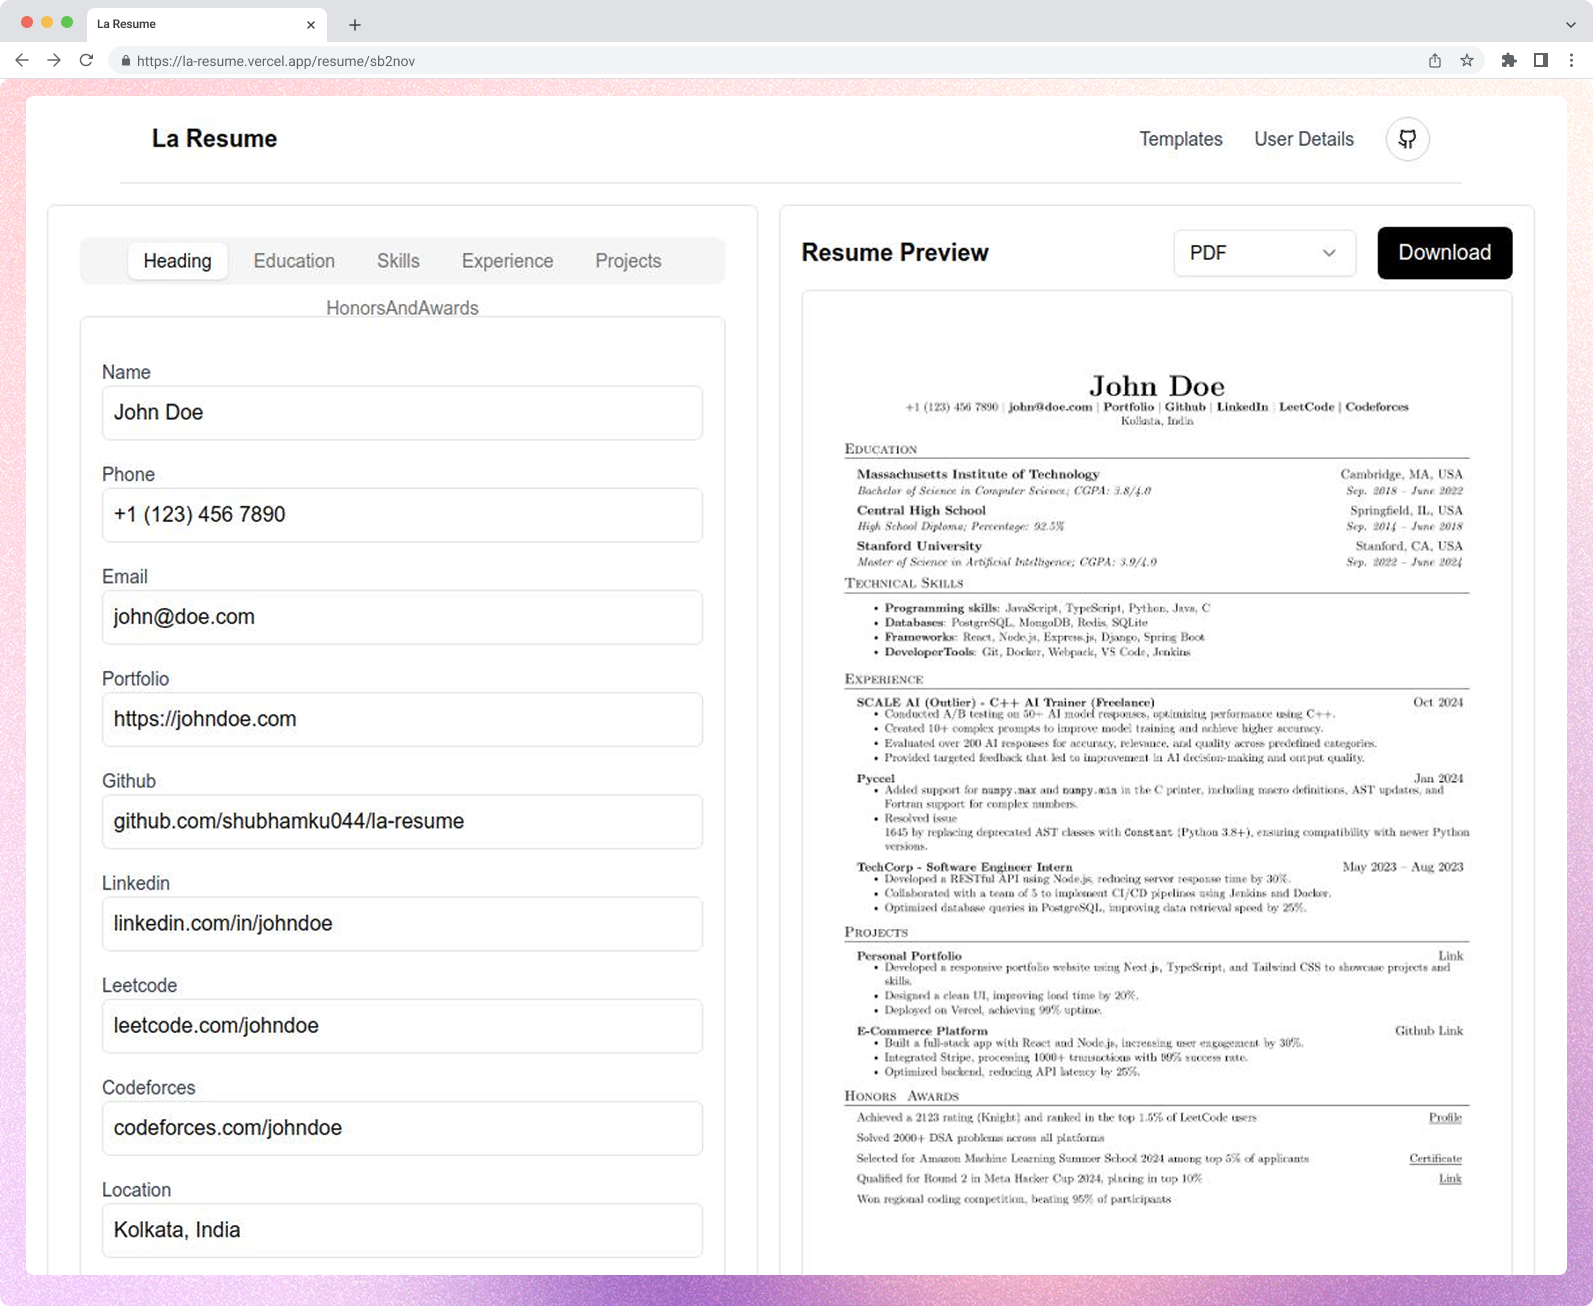 La Resume
https://la-resume.vercel.app/resume/sb2nov
La Resume
Templates
User Details
Heading
Education
Skills
Experience
Projects
HonorsAndAwards
Name
John Doe
Phone
+1 (123) 456 7890
Email
john@doe.com
Portfolio
https://johndoe.com
Github
github.com/shubhamku044/la-resume
Linkedin
linkedin.com/in/johndoe
Leetcode
leetcode.com/johndoe
Codeforces
codeforces.com/johndoe
Location
Kolkata, India
Resume Preview
PDF
Download
John Doe
+1 (123) 456 7890 | john@doe.com | Portfolio | Github | LinkedIn | LeetCode | Codeforces
Kolkata, India
Education
Massachusetts Institute of Technology Cambridge, MA, USA
Bachelor of Science in Computer Science; CGPA: 3.8/4.0 Sep. 2018 – June 2022
Central High School Springfield, IL, USA
High School Diploma; Percentage: 92.5% Sep. 2014 – June 2018
Stanford University Stanford, CA, USA
Master of Science in Artificial Intelligence; CGPA: 3.9/4.0 Sep. 2022 – June 2024
Technical Skills
• Programming skills: JavaScript, TypeScript, Python, Java, C
• Databases: PostgreSQL, MongoDB, Redis, SQLite
• Frameworks: React, Node.js, Express.js, Django, Spring Boot
• DeveloperTools: Git, Docker, Webpack, VS Code, Jenkins
Experience
SCALE AI (Outlier) - C++ AI Trainer (Freelance) Oct 2024
• Conducted A/B testing on 50+ AI model responses, optimizing performance using C++.
• Created 10+ complex prompts to improve model training and achieve higher accuracy.
• Evaluated over 200 AI responses for accuracy, relevance, and quality across predefined categories.
• Provided targeted feedback that led to improvement in AI decision-making and output quality.
Pyccel Jan 2024
• Added support for numpy.max and numpy.min in the C printer, including macro definitions, AST updates, and
Fortran support for complex numbers.
• Resolved issue
1645 by replacing deprecated AST classes with Constant (Python 3.8+), ensuring compatibility with newer Python
versions.
TechCorp - Software Engineer Intern May 2023 – Aug 2023
• Developed a RESTful API using Node.js, reducing server response time by 30%.
• Collaborated with a team of 5 to implement CI/CD pipelines using Jenkins and Docker.
• Optimized database queries in PostgreSQL, improving data retrieval speed by 25%.
Projects
Personal Portfolio Link
• Developed a responsive portfolio website using Next.js, TypeScript, and Tailwind CSS to showcase projects and
skills.
• Designed a clean UI, improving load time by 20%.
• Deployed on Vercel, achieving 99% uptime.
E-Commerce Platform Github Link
• Built a full-stack app with React and Node.js, increasing user engagement by 30%.
• Integrated Stripe, processing 1000+ transactions with 99% success rate.
• Optimized backend, reducing API latency by 25%.
Honors Awards
Achieved a 2123 rating (Knight) and ranked in the top 1.5% of LeetCode users Profile
Solved 2000+ DSA problems across all platforms
Selected for Amazon Machine Learning Summer School 2024 among top 5% of applicants Certificate
Qualified for Round 2 in Meta Hacker Cup 2024, placing in top 10% Link
Won regional coding competition, beating 95% of participants